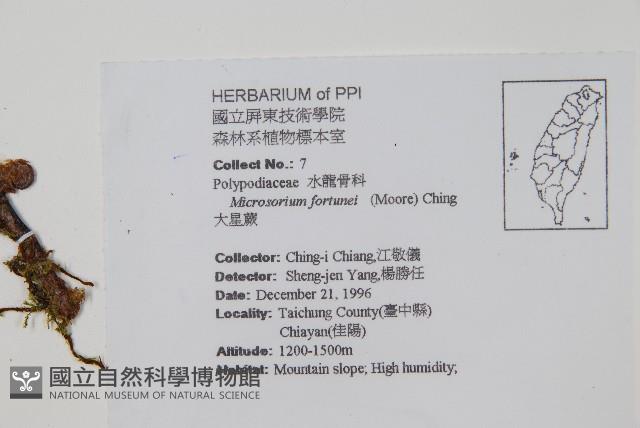 HERBARIUM of PPI
國立屏東技術學院
森林系植物標本室
Collect No.: 7
Polypodiaceae 水龍骨科
Microsorium fortunei (Moore) Ching
大星蕨
Collector: Ching-i Chiang,江敬儀
Detector: Sheng-jen Yang,楊勝任
Date: December 21, 1996
Locality: Taichung County(臺中縣)
Chiayan(佳陽)
Altitude: 1200-1500m
Habitat: Mountain slope; High humidity;
國立自然科學博物館
NATIONAL MUSEUM OF NATURAL SCIENCE